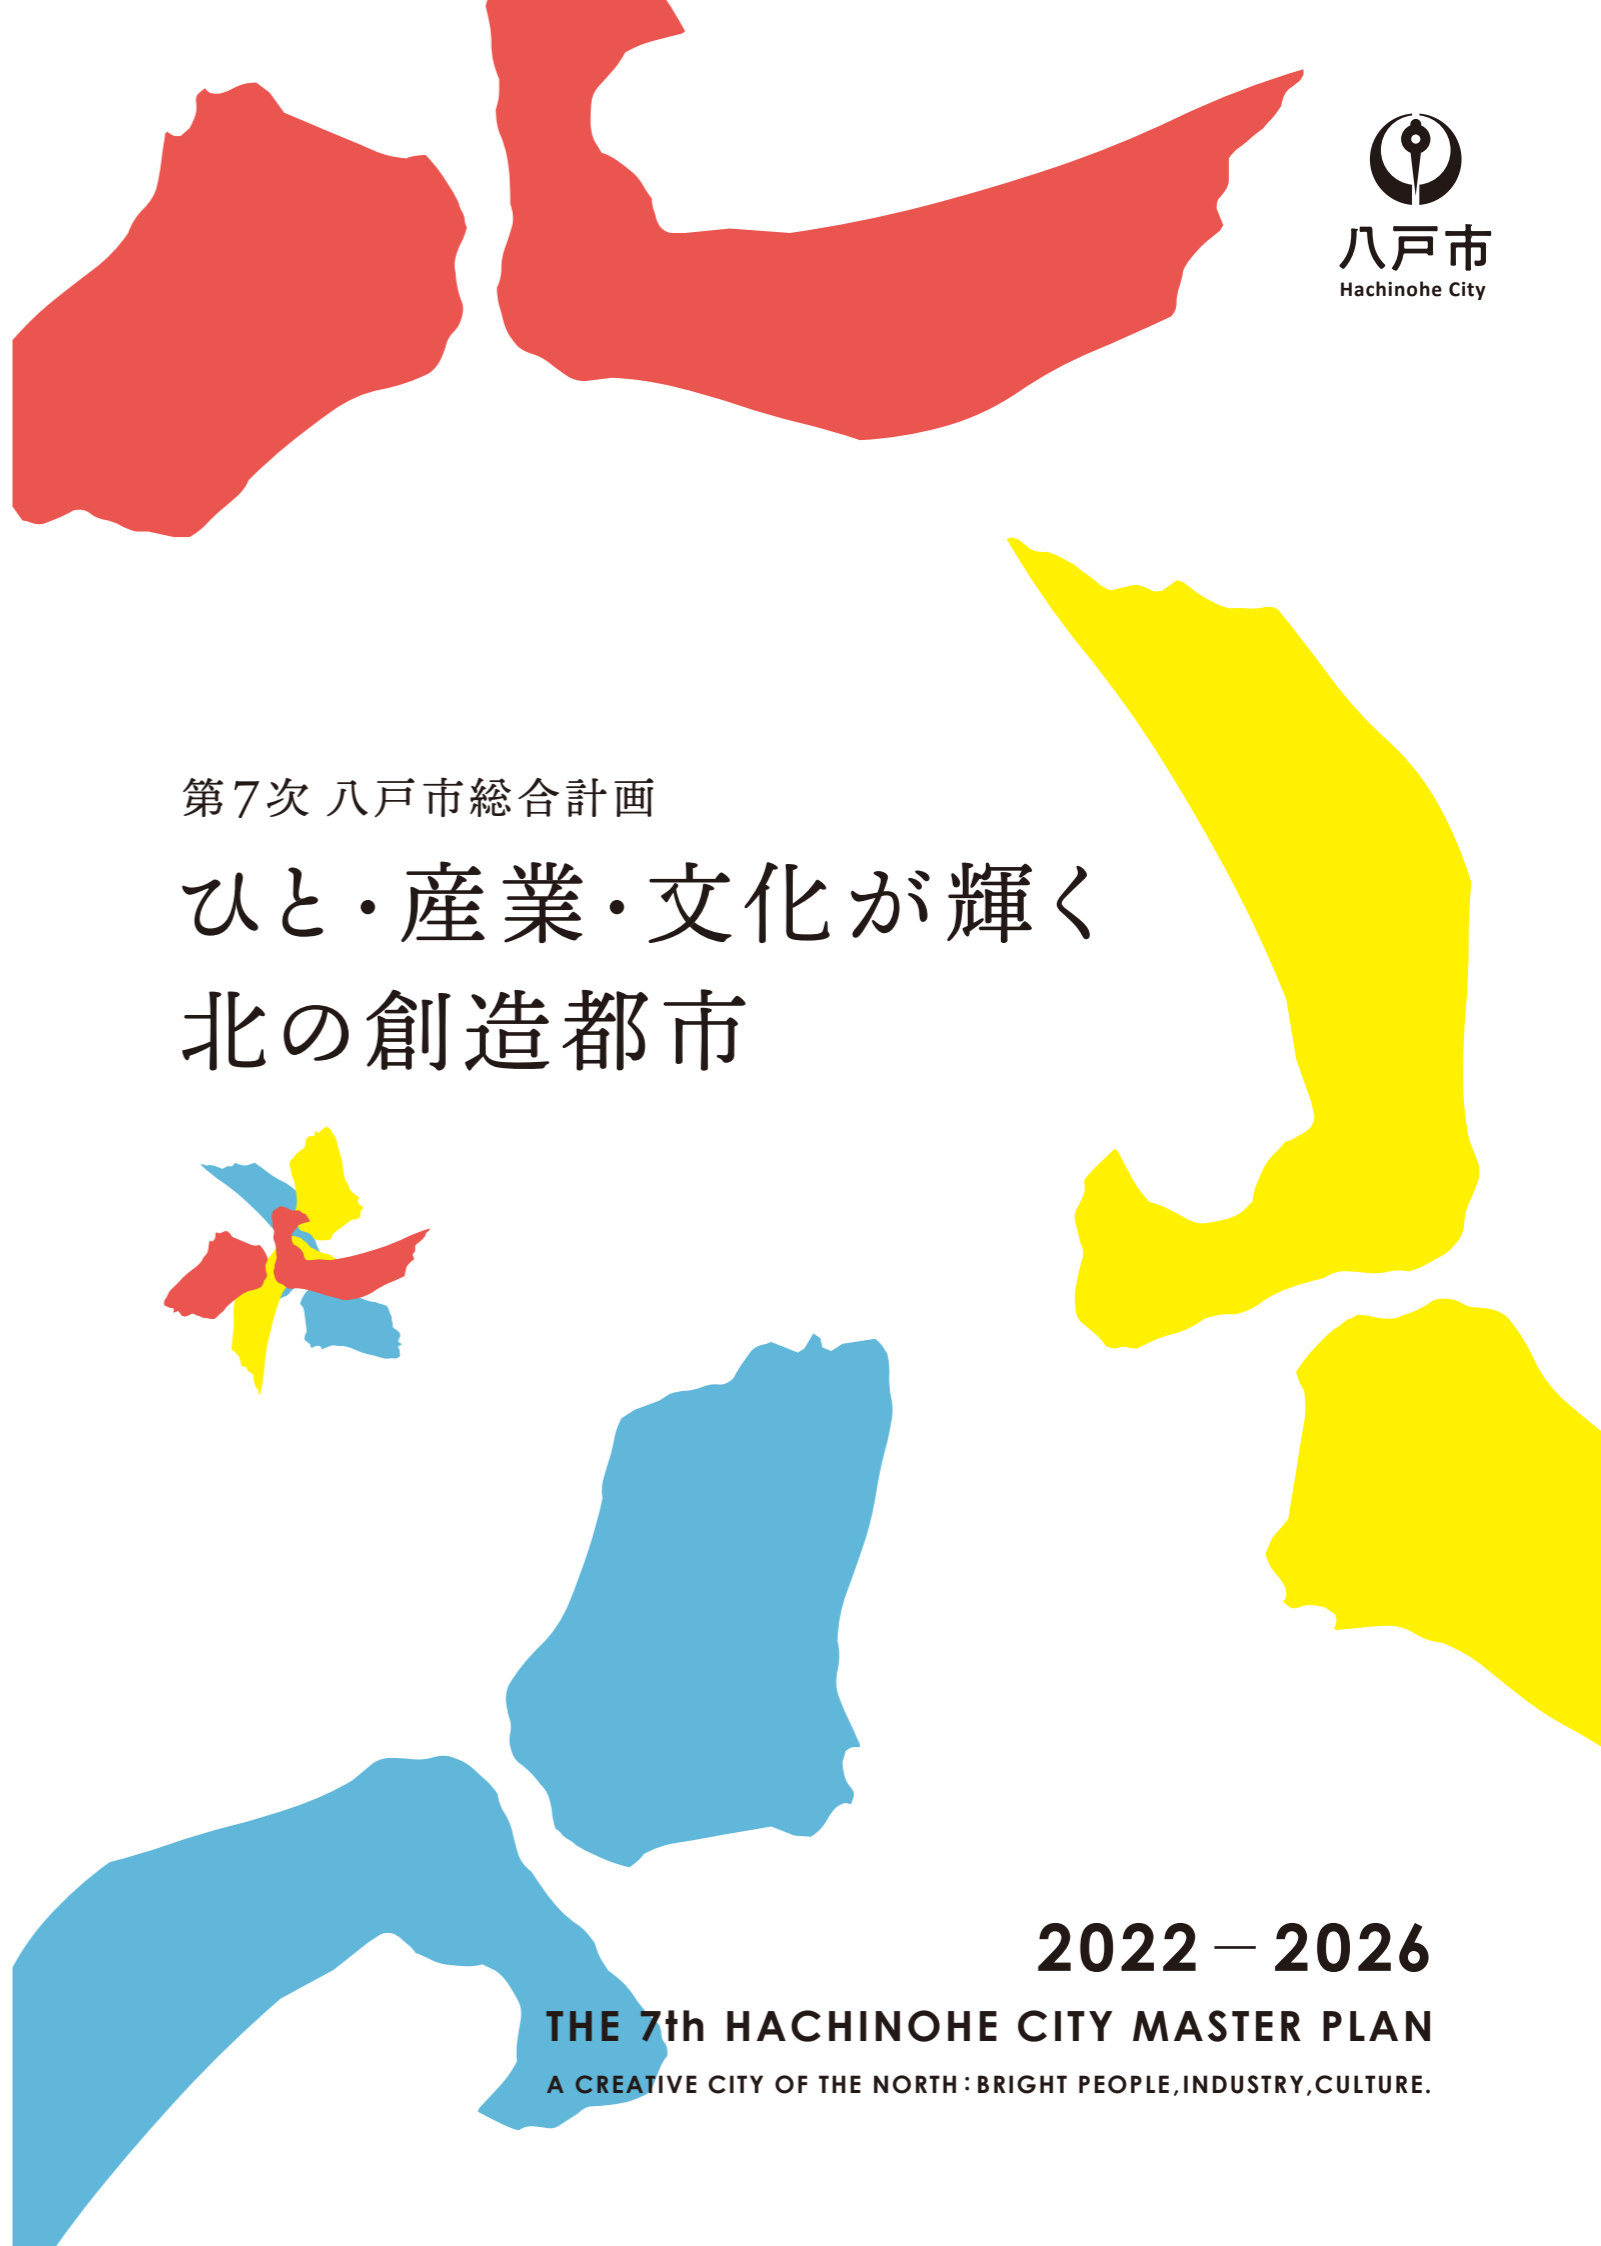 八戸市
Hachinohe City
第7次 八戸市総合計画
ひと・産業・文化が輝く
北の創造都市
2022―2026
THE 7th HACHINOHE CITY MASTER PLAN
A CREATIVE CITY OF THE NORTH:BRIGHT PEOPLE,INDUSTRY,CULTURE.